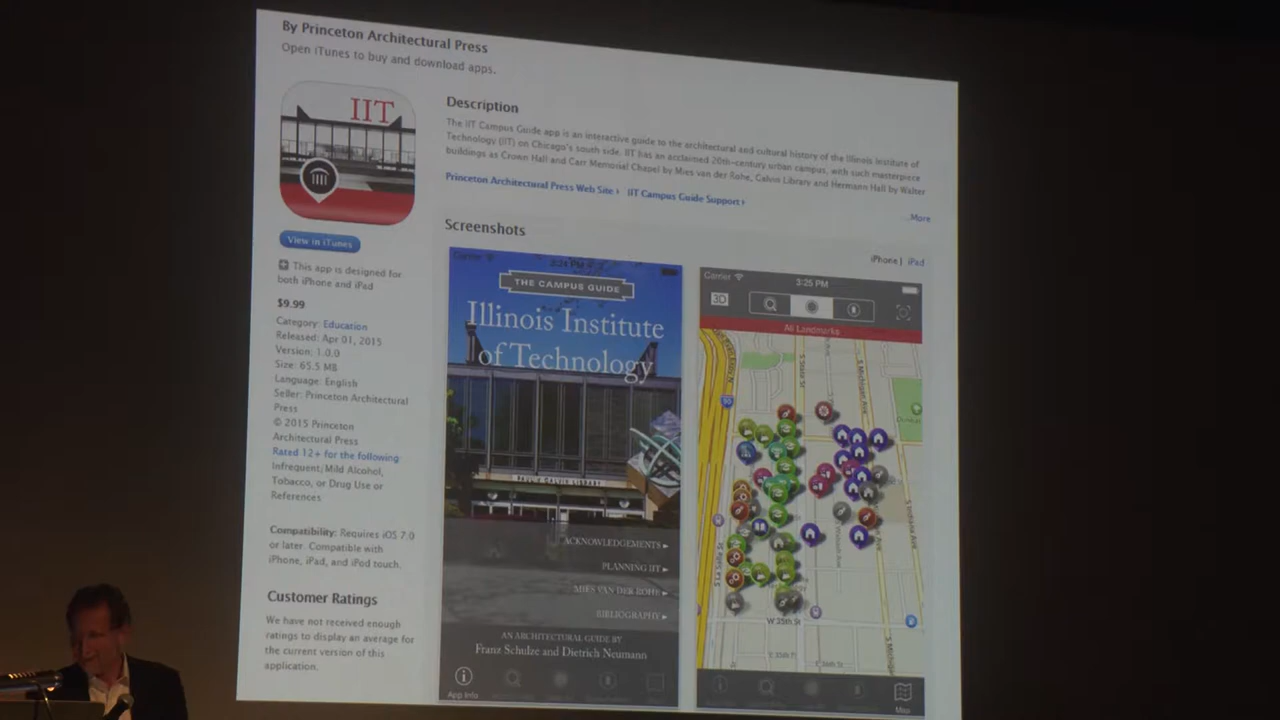 By Princeton Architectural Press
Open iTunes to buy and download apps.
IIT
View in iTunes
This app is designed for
both iPhone and iPad
$9.99
Category: Education
Released: Apr 01, 2015
Version: 1.0.0
Size: 65.5 MB
Language: English
Seller: Princeton Architectural
Press
© 2015 Princeton
Architectural Press
Rated 12+ for the following:
Infrequent/Mild Alcohol,
Tobacco, or Drug Use or
References
Compatibility: Requires iOS 7.0
or later. Compatible with
iPhone, iPad, and iPod touch.
Customer Ratings
We have not received enough
ratings to display an average for
the current version of this
application.
Description
The IIT Campus Guide app is an interactive guide to the architectural and cultural history of the Illinois Institute of
Technology (IIT) on Chicago's south side. IIT has an acclaimed 20th-century urban campus, with such masterpiece
buildings as Crown Hall and Carr Memorial Chapel by Mies van der Rohe, Galvin Library and Hermann Hall by Walter
Princeton Architectural Press Web Site › IIT Campus Guide Support ›
...More
Screenshots
iPhone | iPad
Carrier
THE CAMPUS GUIDE
Illinois Institute
of Technology
ACKNOWLEDGEMENTS
PLANNING IIT
MIES VAN DER ROHE
BIBLIOGRAPHY
AN ARCHITECTURAL GUIDE BY
Franz Schulze and Dietrich Neumann
App Info
Carrier
3:25 PM
3D
All Landmarks
S State St
S Michigan Ave
S La Salle St
W 35th St
Map